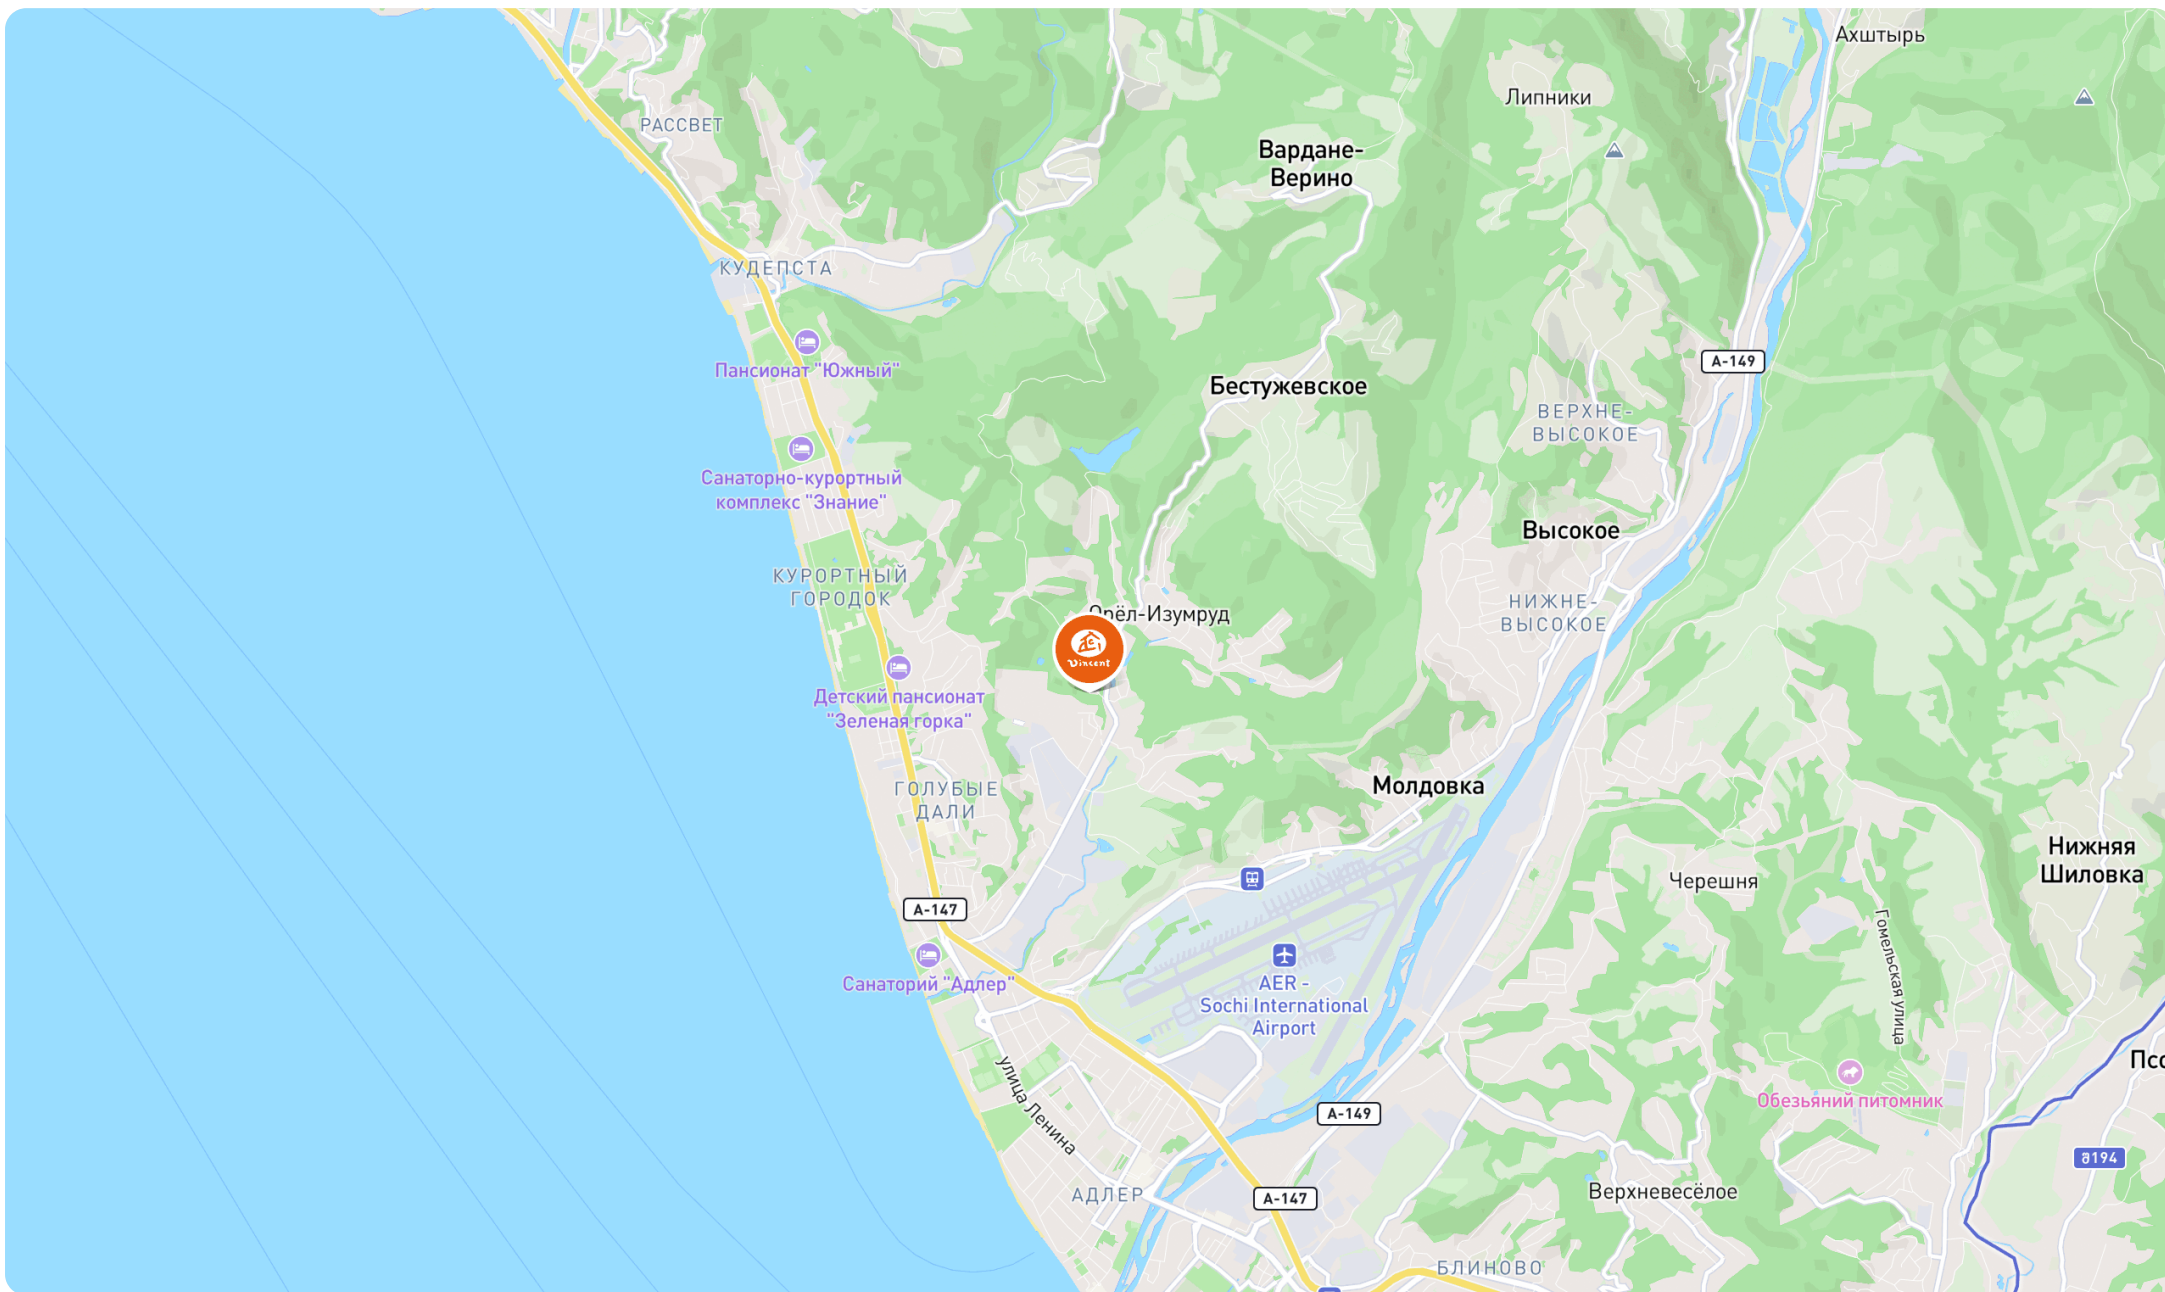 Ахштырь
Липники
РАССВЕТ
Вардане-
Верино
КУДЕПСТА
Пансионат "Южный"
A-149
Бестужевское
ВЕРХНЕ-
ВЫСОКОЕ
Санаторно-курортный
комплекс "Знание"
Высокое
КУРОРТНЫЙ
ГОРОДОК
НИЖНЕ-
ВЫСОКОЕ
Орёл-Изумруд
Vincent
Детский пансионат
"Зеленая горка"
ГОЛУБЫЕ
ДАЛИ
Молдовка
Нижняя
Шиловка
Черешня
A-147
Гомельская улица
Санаторий "Адлер"
AER -
Sochi International
Airport
улица Ленина
Псо
Обезьяний питомник
A-149
შ194
АДЛЕР
A-147
Верхневесёлое
БЛИНОВО